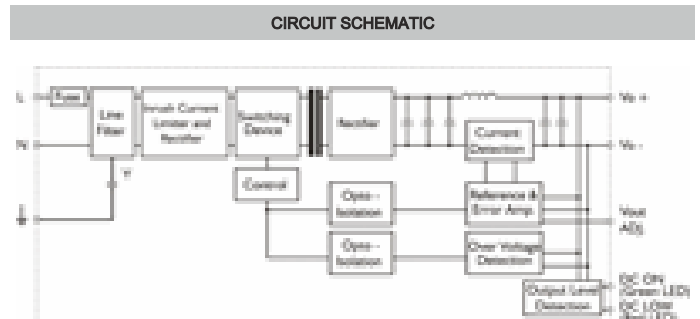 CIRCUIT SCHEMATIC
L
Fuse
Line
Filter
Inrush Current
Limiter and
Rectifier
Switching
Device
Rectifier
Vo +
N
Current
Detection
Vo -
Y
Control
Opto -
Isolation
Reference &
Error Amp.
Vout
ADJ.
Opto -
Isolation
Over Voltage
Detection
Output Level
Detection
DC ON
(Green LED)
DC LOW
(Red LED)